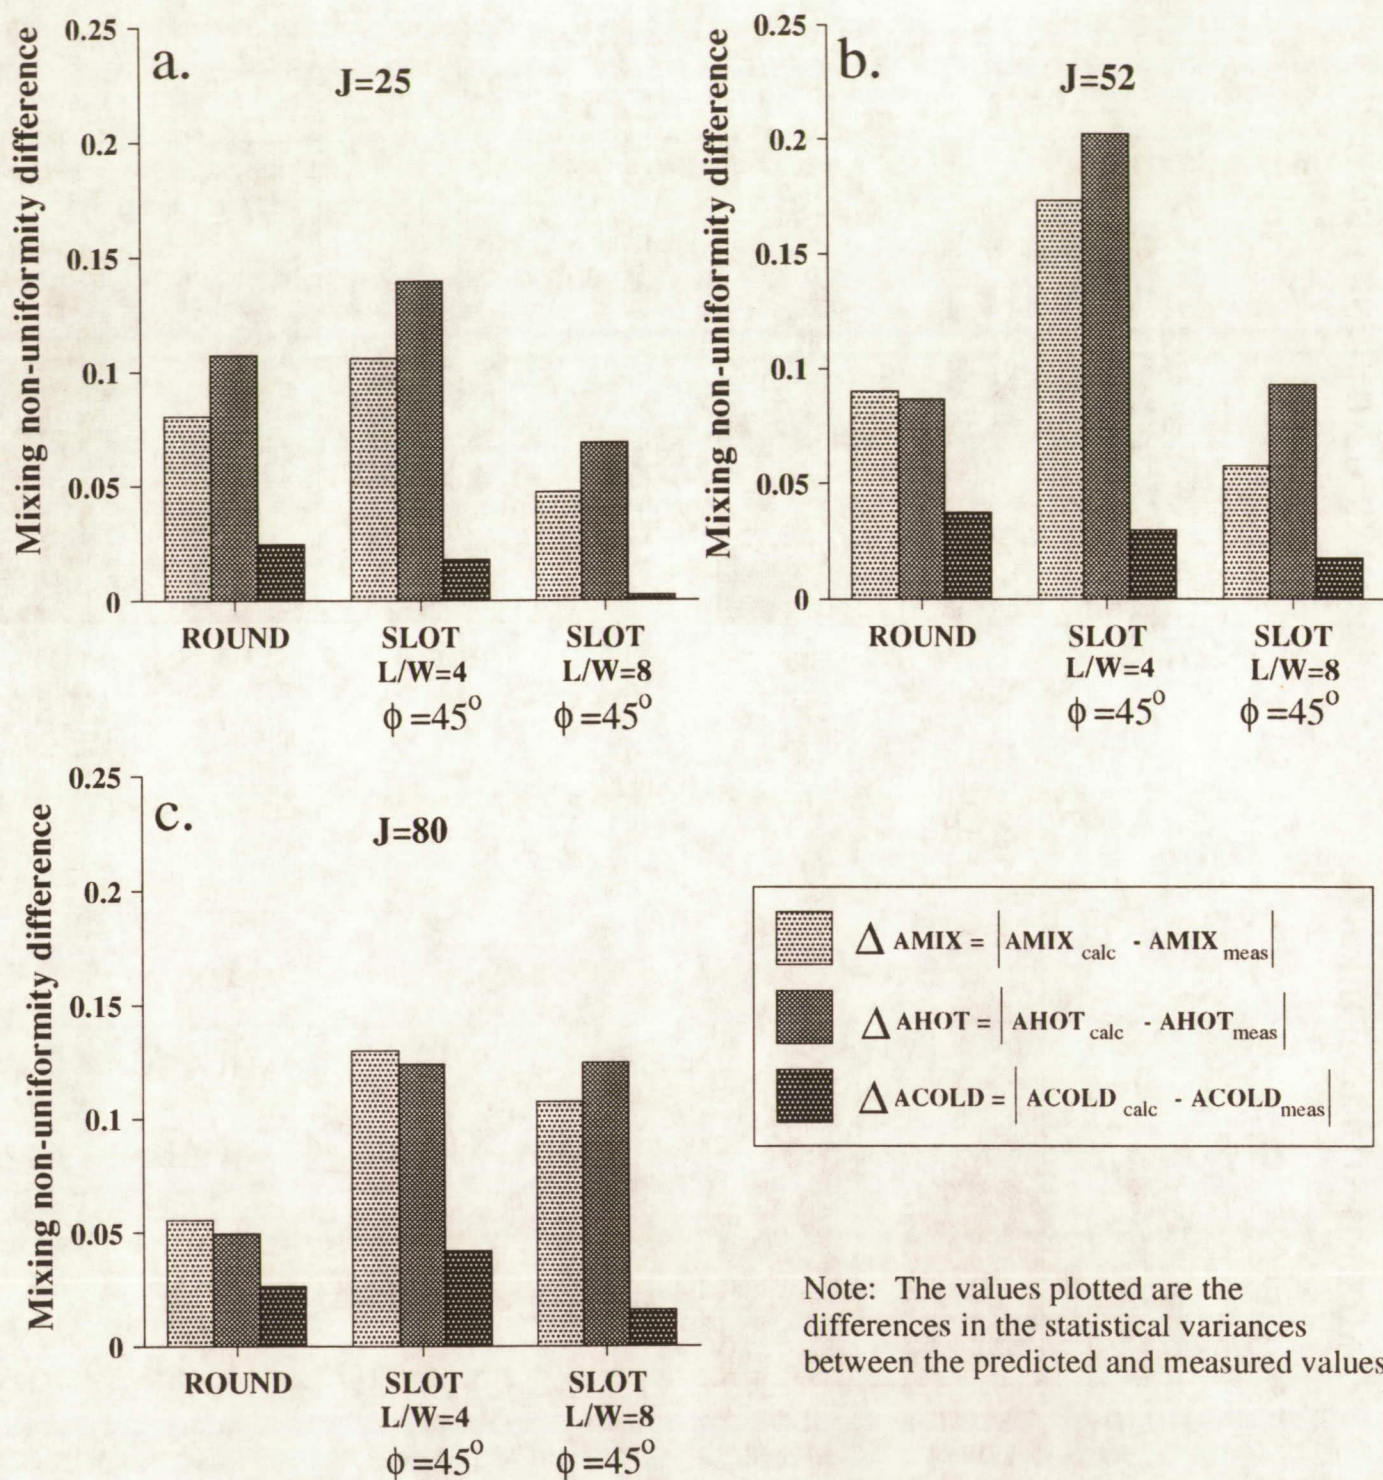 a.
J=25
Mixing non-uniformity difference
0.25
0.2
0.15
0.1
0.05
0
ROUND
SLOT
L/W=4
ϕ =45°
SLOT
L/W=8
ϕ =45°
b.
J=52
Mixing non-uniformity difference
0.25
0.2
0.15
0.1
0.05
0
ROUND
SLOT
L/W=4
ϕ =45°
SLOT
L/W=8
ϕ =45°
c.
J=80
Mixing non-uniformity difference
0.25
0.2
0.15
0.1
0.05
0
ROUND
SLOT
L/W=4
ϕ =45°
SLOT
L/W=8
ϕ =45°
Δ AMIX = |AMIX calc - AMIX meas|
Δ AHOT = |AHOT calc - AHOT meas|
Δ ACOLD = |ACOLD calc - ACOLD meas|
Note: The values plotted are the
differences in the statistical variances
between the predicted and measured values